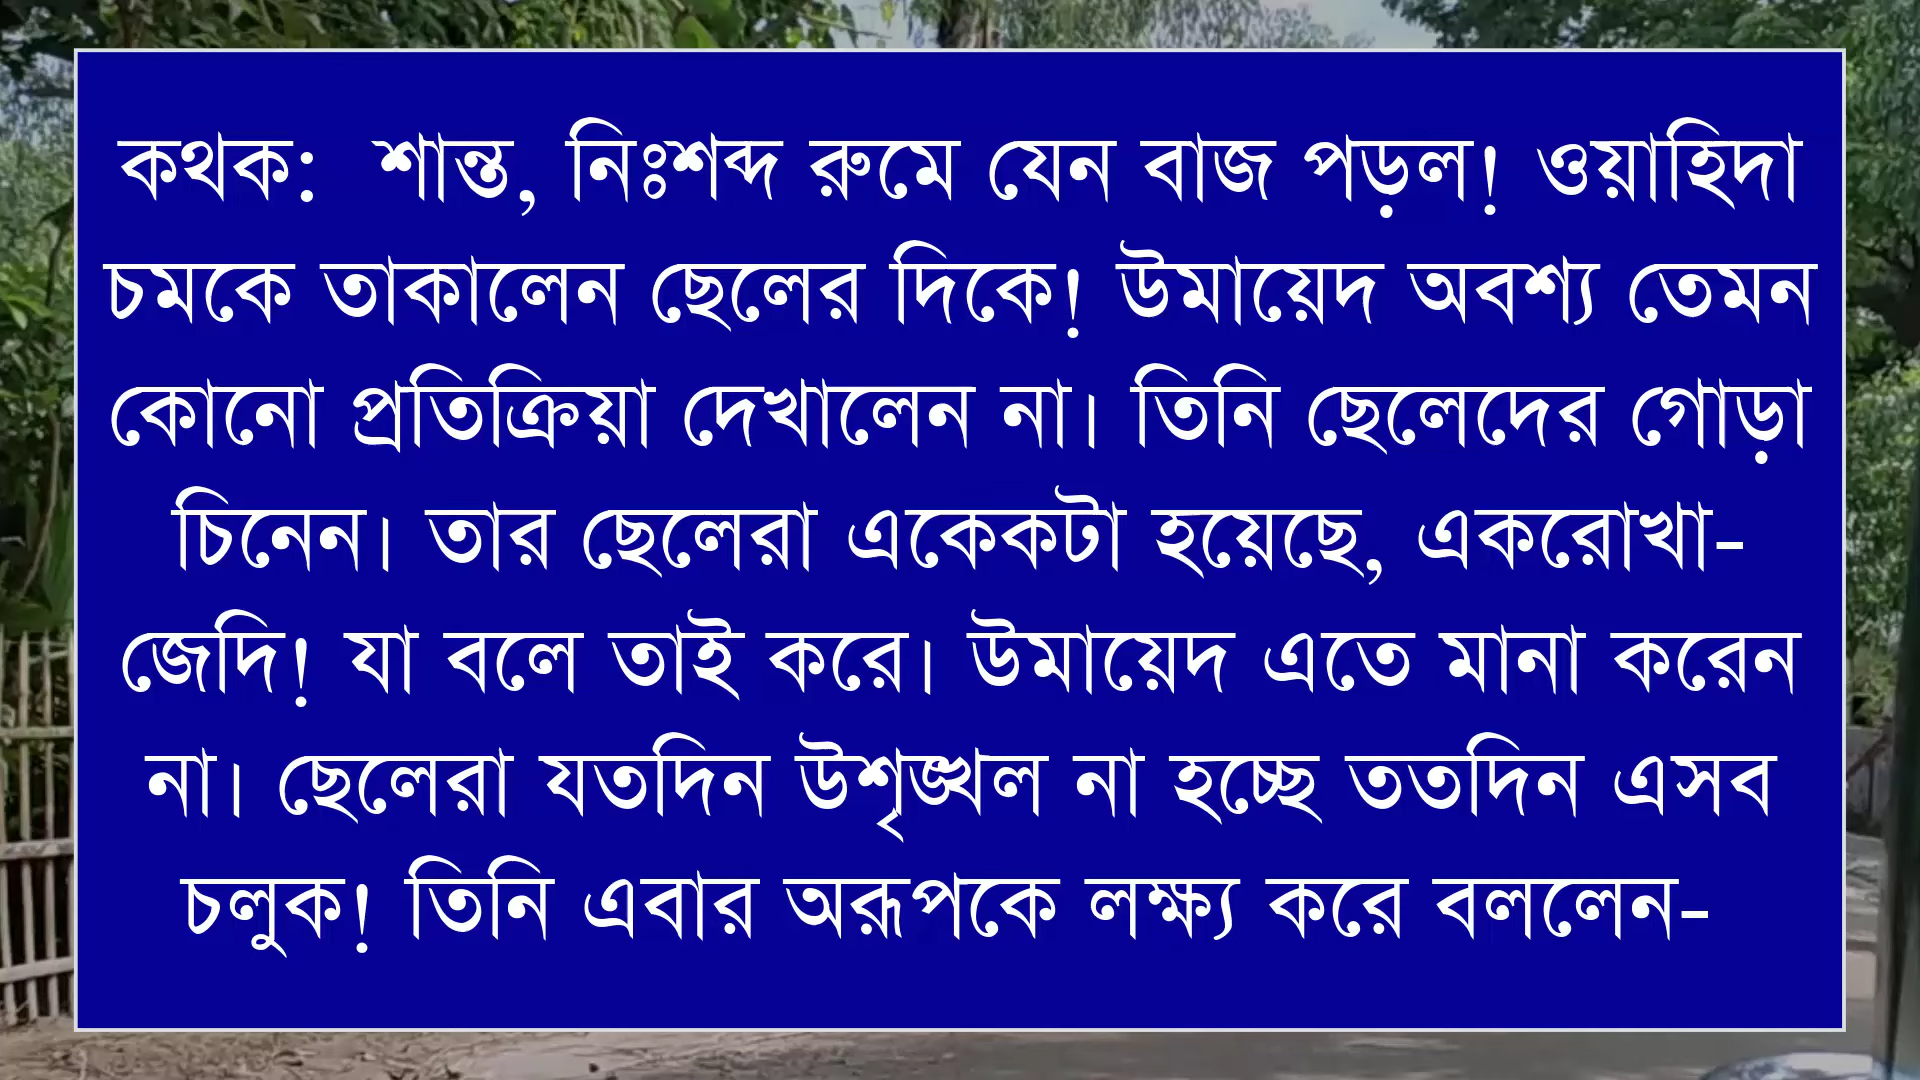 কথক:  শান্ত, নিঃশব্দ রুমে যেন বাজ পড়ল! ওয়াহিদা
চমকে তাকালেন ছেলের দিকে! উমায়েদ অবশ্য তেমন
কোনো প্রতিক্রিয়া দেখালেন না। তিনি ছেলেদের গোড়া
চিনেন। তার ছেলেরা একেকটা হয়েছে, একরোখা-
জেদি! যা বলে তাই করে। উমায়েদ এতে মানা করেন
না। ছেলেরা যতদিন উশৃঙ্খল না হচ্ছে ততদিন এসব
চলুক! তিনি এবার অরূপকে লক্ষ্য করে বললেন-